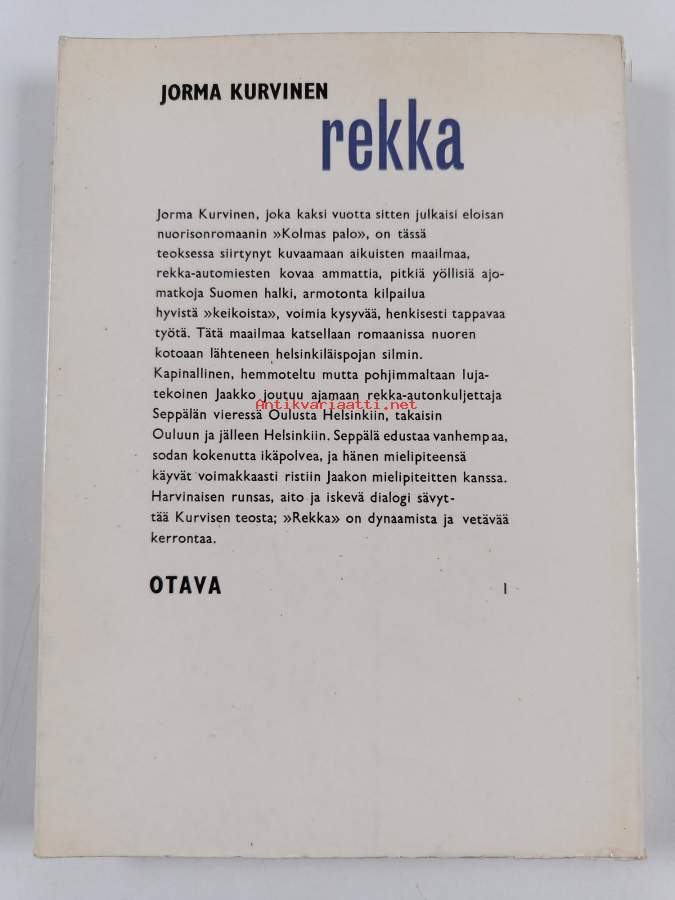 JORMA KURVINEN
rekka
Jorma Kurvinen, joka kaksi vuotta sitten julkaisi eloisan
nuorisonromaanin »Kolmas palo», on tässä
teoksessa siirtynyt kuvaamaan aikuisten maailmaa,
rekka-automiesten kovaa ammattia, pitkiä yöllisiä ajo-
matkoja Suomen halki, armotonta kilpailua
hyvistä »keikoista», voimia kysyvää, henkisesti tappavaa
työtä. Tätä maailmaa katsellaan romaanissa nuoren
kotoaan lähteneen helsinkiläispojan silmin.
Kapinallinen, hemmoteltu mutta pohjimmaltaan luja-
tekoinen Jaakko joutuu ajamaan rekka-autonkuljettaja
Antikvariaatti.net
Seppälän vieressä Oulusta Helsinkiin, takaisin
Ouluun ja jälleen Helsinkiin. Seppälä edustaa vanhempaa,
sodan kokenutta ikäpolvea, ja hänen mielipiteensä
käyvät voimakkaasti ristiin Jaakon mielipiteitten kanssa.
Harvinaisen runsas, aito ja iskevä dialogi sävyt-
tää Kurvisen teosta; »Rekka» on dynaamista ja vetävää
kerrontaa.
OTAVA
I